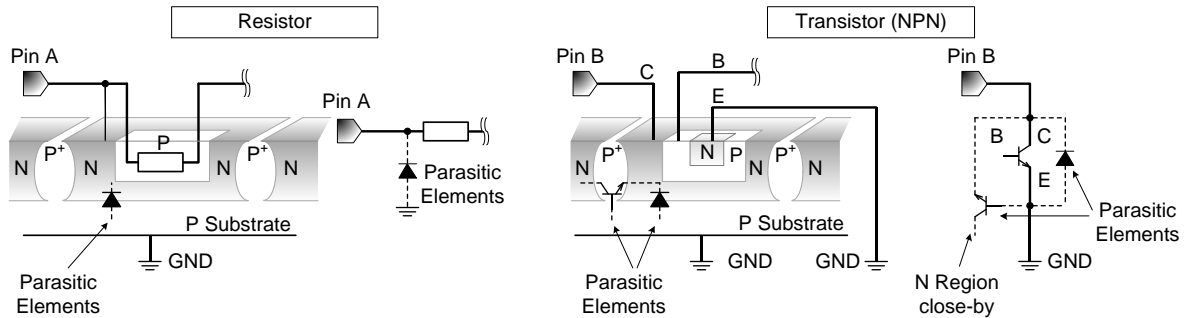 Resistor
Transistor (NPN)
Pin A
Pin B
C
B
E
Pin B
Pin A
N
P+
N
P
P+
N
N
P+
N
N
P
P+
N
B
C
E
Parasitic
Elements
P Substrate
GND
Parasitic
Elements
P Substrate
GND
GND
Parasitic
Elements
Parasitic
Elements
GND
N Region
close-by